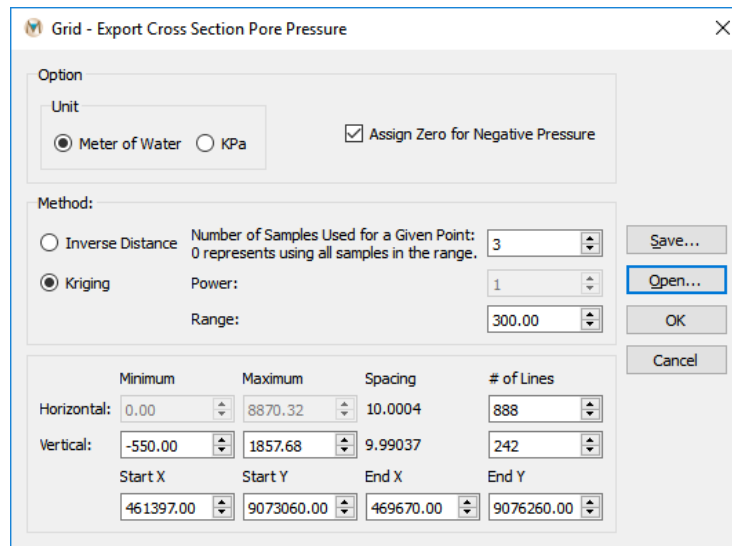 Grid - Export Cross Section Pore Pressure
Option
Unit
Meter of Water KPa
Assign Zero for Negative Pressure
Method:
Inverse Distance
Number of Samples Used for a Given Point:
0 represents using all samples in the range.
3
Kriging
Power:
1
Range:
300.00
Save...
Open...
OK
Cancel
Minimum Maximum Spacing # of Lines
Horizontal: 0.00 8870.32 10.0004 888
Vertical: -550.00 1857.68 9.99037 242
Start X Start Y End X End Y
461397.00 9073060.00 469670.00 9076260.00